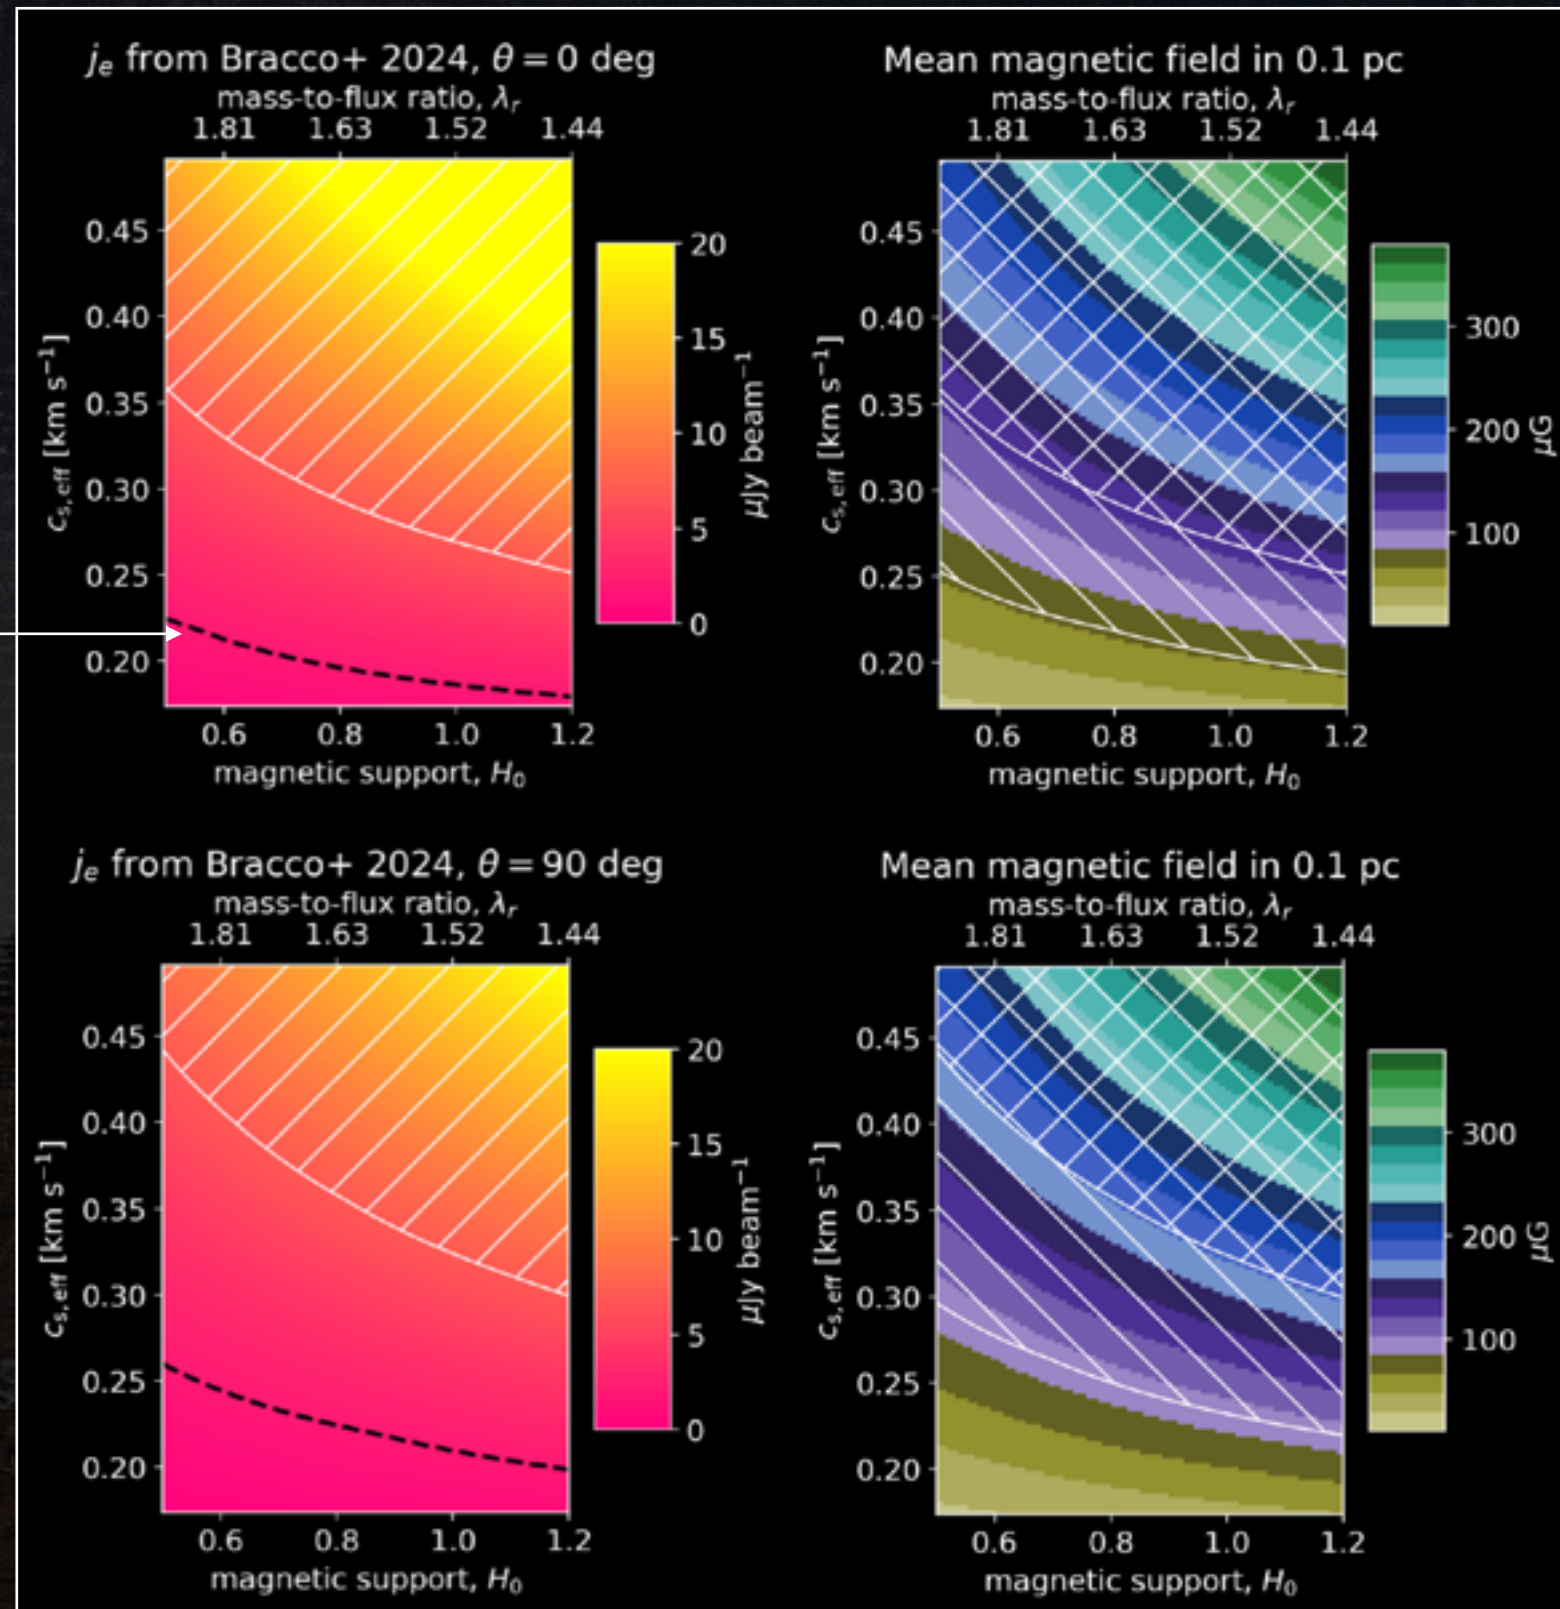 j_e from Bracco+ 2024, θ = 0 deg
mass-to-flux ratio, λ_r
1.81 1.63 1.52 1.44
0.45
0.40
0.35
0.30
0.25
0.20
c_s,eff [km s⁻¹]
0.6 0.8 1.0 1.2
magnetic support, H₀
20
15
10
5
0
μJy beam⁻¹
Mean magnetic field in 0.1 pc
mass-to-flux ratio, λ_r
1.81 1.63 1.52 1.44
0.45
0.40
0.35
0.30
0.25
0.20
c_s,eff [km s⁻¹]
0.6 0.8 1.0 1.2
magnetic support, H₀
300
200
100
μG
j_e from Bracco+ 2024, θ = 90 deg
mass-to-flux ratio, λ_r
1.81 1.63 1.52 1.44
0.45
0.40
0.35
0.30
0.25
0.20
c_s,eff [km s⁻¹]
0.6 0.8 1.0 1.2
magnetic support, H₀
20
15
10
5
0
μJy beam⁻¹
Mean magnetic field in 0.1 pc
mass-to-flux ratio, λ_r
1.81 1.63 1.52 1.44
0.45
0.40
0.35
0.30
0.25
0.20
c_s,eff [km s⁻¹]
0.6 0.8 1.0 1.2
magnetic support, H₀
300
200
100
μG